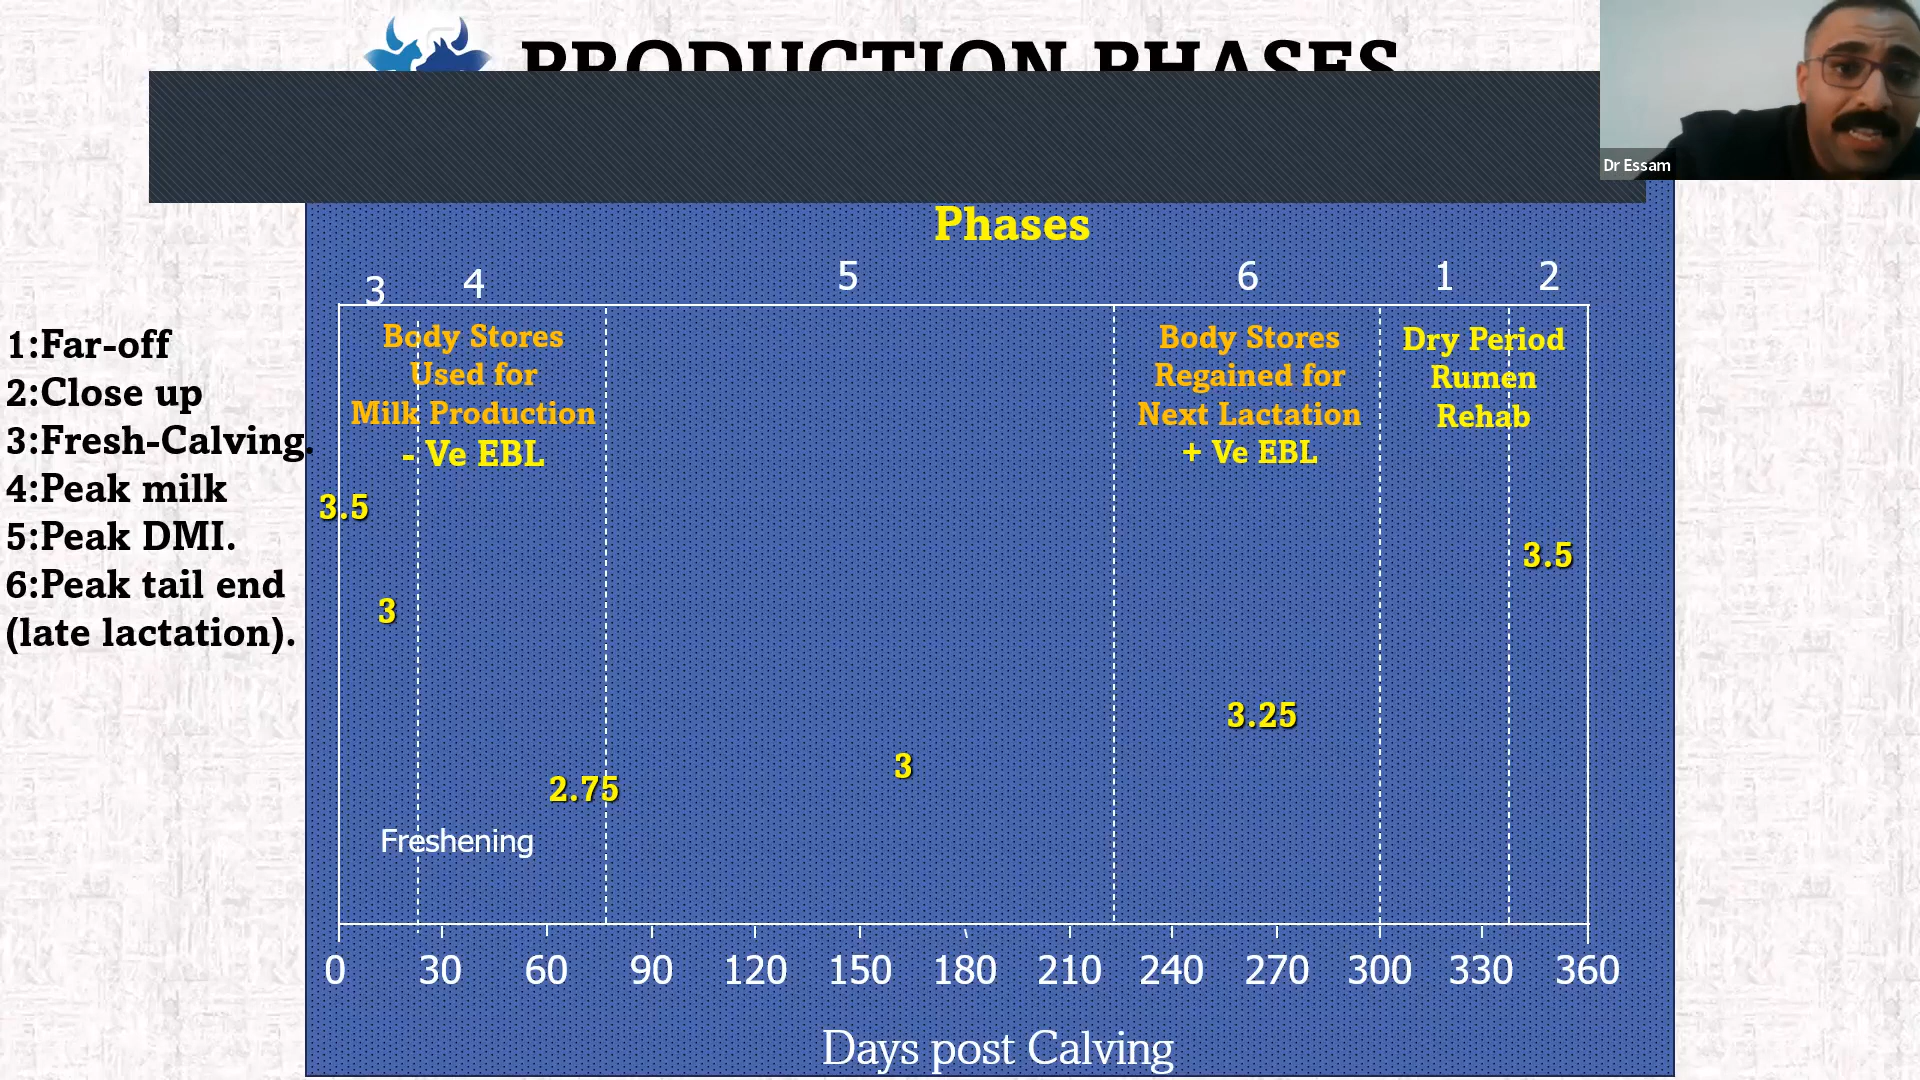 PRODUCTION PHASES
Dr Essam
Phases
3 4 5 6 1 2
1:Far-off
2:Close up
3:Fresh-Calving.
4:Peak milk
5:Peak DMI.
6:Peak tail end
(late lactation).
Body Stores
Used for
Milk Production
- Ve EBL
Body Stores
Regained for
Next Lactation
+ Ve EBL
Dry Period
Rumen
Rehab
3.5
3
2.75
3
3.25
3.5
Freshening
0 30 60 90 120 150 180 210 240 270 300 330 360
Days post Calving